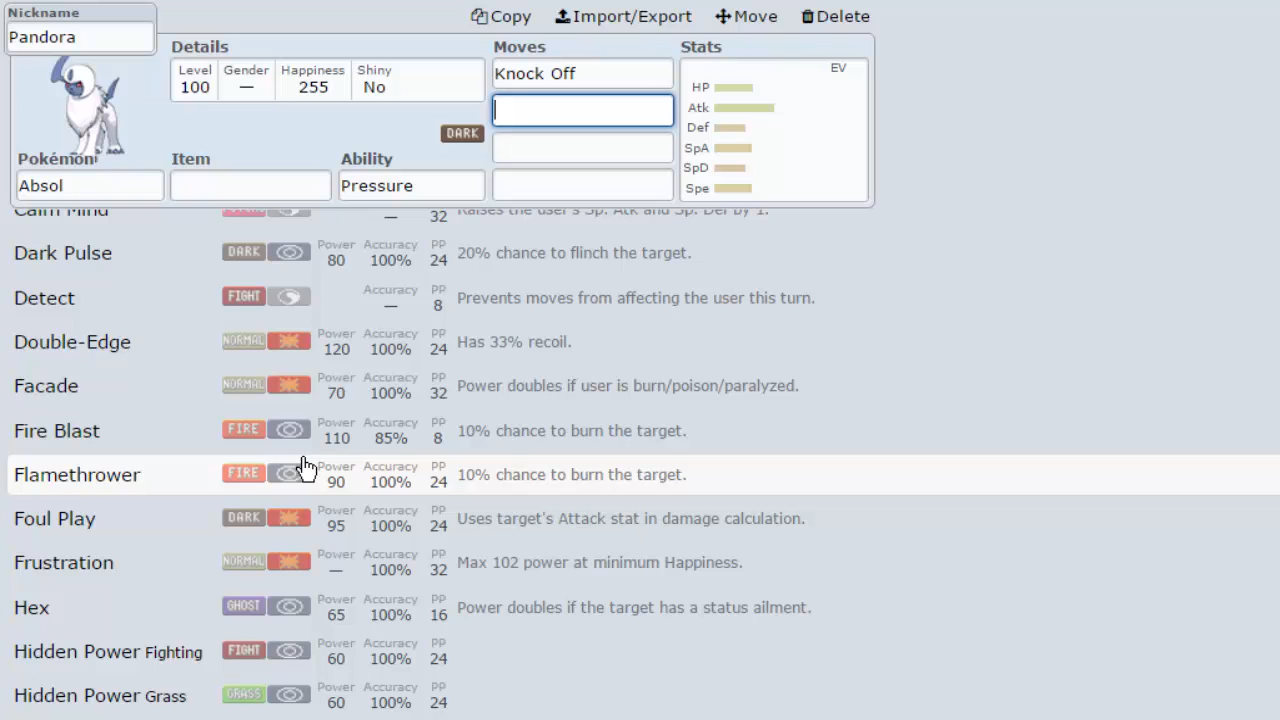 Nickname
Pandora
Copy Import/Export Move Delete
Details Moves Stats
Level Gender Happiness Shiny
100 — 255 No
Knock Off
EV
HP
Atk
Def
SpA
SpD
Spe
DARK
Pokémon Item Ability
Absol Pressure
Calm Mind — 32 Raises the user's Sp. Atk and Sp. Def by 1.
Dark Pulse DARK Power 80 Accuracy 100% PP 24 20% chance to flinch the target.
Detect FIGHT Accuracy — PP 8 Prevents moves from affecting the user this turn.
Double-Edge NORMAL Power 120 Accuracy 100% PP 24 Has 33% recoil.
Facade NORMAL Power 70 Accuracy 100% PP 32 Power doubles if user is burn/poison/paralyzed.
Fire Blast FIRE Power 110 Accuracy 85% PP 8 10% chance to burn the target.
Flamethrower FIRE Power 90 Accuracy 100% PP 24 10% chance to burn the target.
Foul Play DARK Power 95 Accuracy 100% PP 24 Uses target's Attack stat in damage calculation.
Frustration NORMAL Power — Accuracy 100% PP 32 Max 102 power at minimum Happiness.
Hex GHOST Power 65 Accuracy 100% PP 16 Power doubles if the target has a status ailment.
Hidden Power Fighting FIGHT Power 60 Accuracy 100% PP 24
Hidden Power Grass GRASS Power 60 Accuracy 100% PP 24